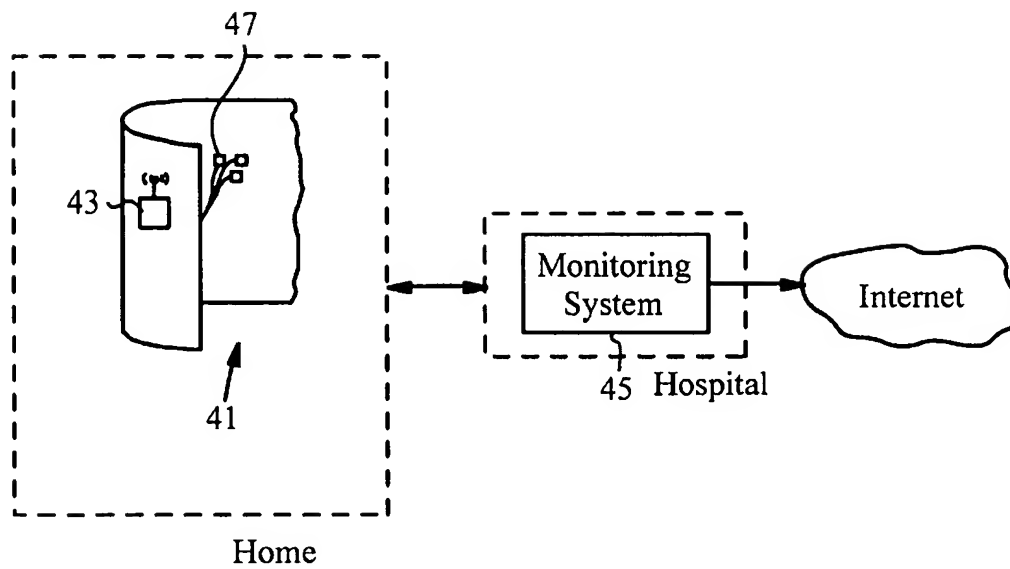 47
43
41
Home
Monitoring
System
45
Hospital
Internet